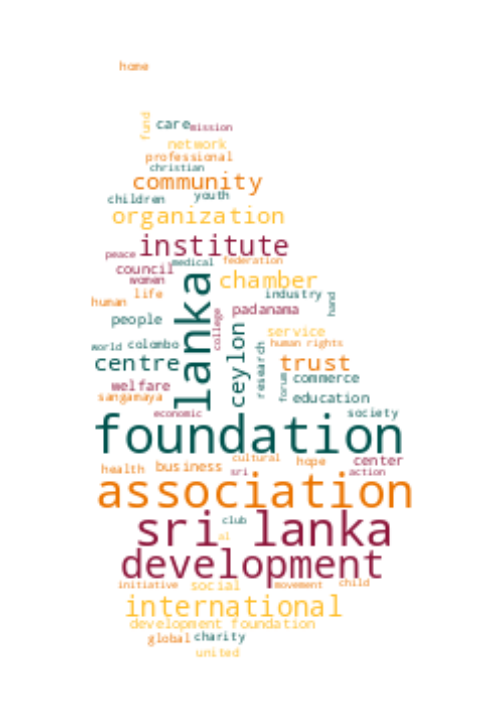 home
fund
care mission
network
professional
christian
community
children youth
organization
institute
peace medical federation
council
women
chamber
lanka
life industry
human
padanama
hand
people
college
ceylon
service
world colombo
human rights
research
centre
trust
forum commerce
welfare
sangamaya
education
economic
society
foundation
cultural
health business hope center
sri action
association
club
sri lanka
al
development
initiative social movement child
international
development foundation
global charity
united